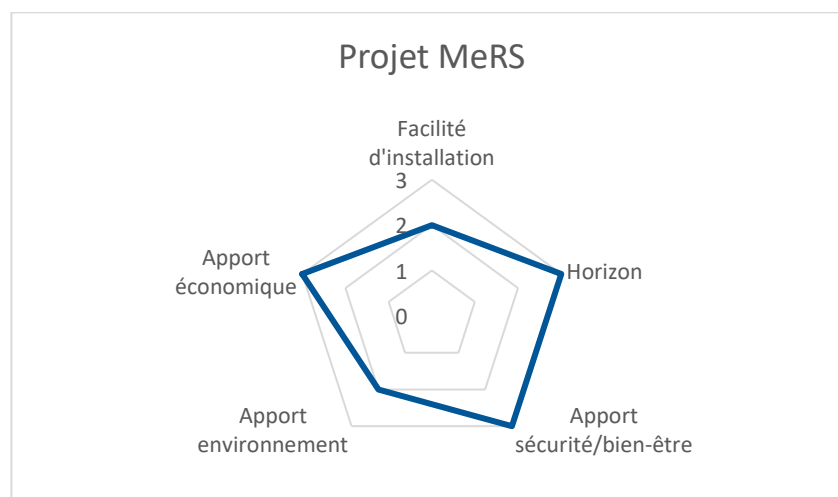 Projet MeRS
Facilité
d'installation
3
2
1
0
Horizon
Apport
sécurité/bien-être
Apport
environnement
Apport
économique